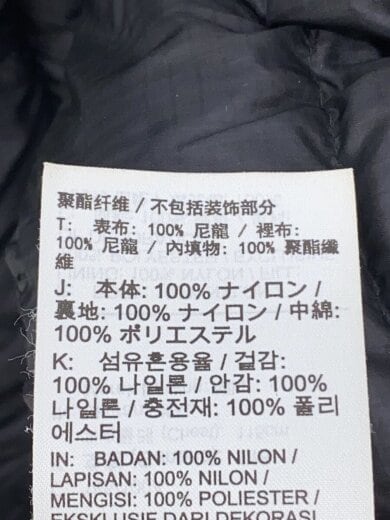 聚酯纤维 / 不包括装饰部分
T: 表布: 100% 尼龍 / 裡布:
100% 尼龍 / 內填物: 100% 聚酯纖
維
J: 本体: 100% ナイロン /
裏地: 100% ナイロン / 中綿:
100% ポリエステル
K: 섬유혼용율 / 겉감:
100% 나일론 / 안감: 100%
나일론 / 충전재: 100% 폴리
에스터
IN: BADAN: 100% NILON /
LAPISAN: 100% NILON /
MENGISI: 100% POLIESTER /
EKSKLUSIF DARI DEKORASI